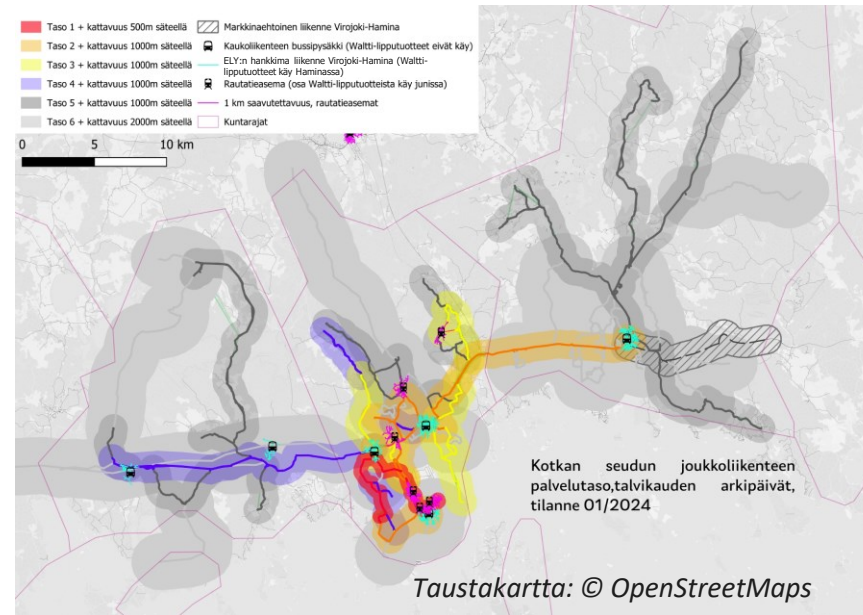 Taso 1 + kattavuus 500m säteellä
Taso 2 + kattavuus 1000m säteellä
Taso 3 + kattavuus 1000m säteellä
Taso 4 + kattavuus 1000m säteellä
Taso 5 + kattavuus 1000m säteellä
Taso 6 + kattavuus 2000m säteellä
Markkinaehtoinen liikenne Virojoki-Hamina
Kaukoliikenteen bussipysäkki (Waltti-lipputuotteet eivät käy)
ELY:n hankkima liikenne Virojoki-Hamina (Waltti-
lipputuotteet käy Haminassa)
Rautatieasema (osa Waltti-lipputuotteista käy junissa)
1 km saavutettavuus, rautatieasemat
Kuntarajat
0 5 10 km
Kotkan seudun joukkoliikenteen
palvelutaso,talvikauden arkipäivät,
tilanne 01/2024
Taustakartta: © OpenStreetMaps